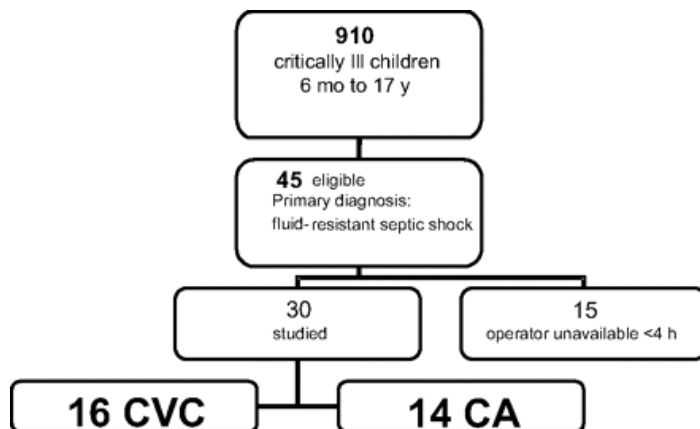 910
critically Ill children
6 mo to 17 y
45 eligible
Primary diagnosis:
fluid-resistant septic shock
30
studied
15
operator unavailable <4 h
16 CVC
14 CA